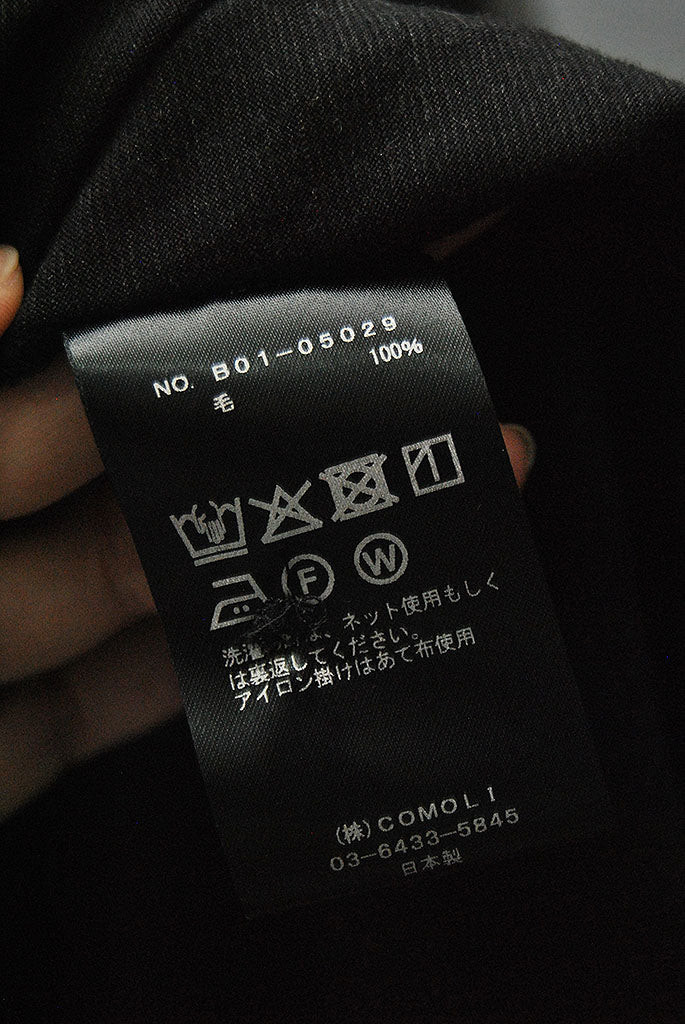 NO. B01-05029
毛 100%
F W
洗濯 は、ネット使用もしく
は裏返してください。
アイロン掛けはあて布使用
(株)COMOLI
03-6433-5845
日本製